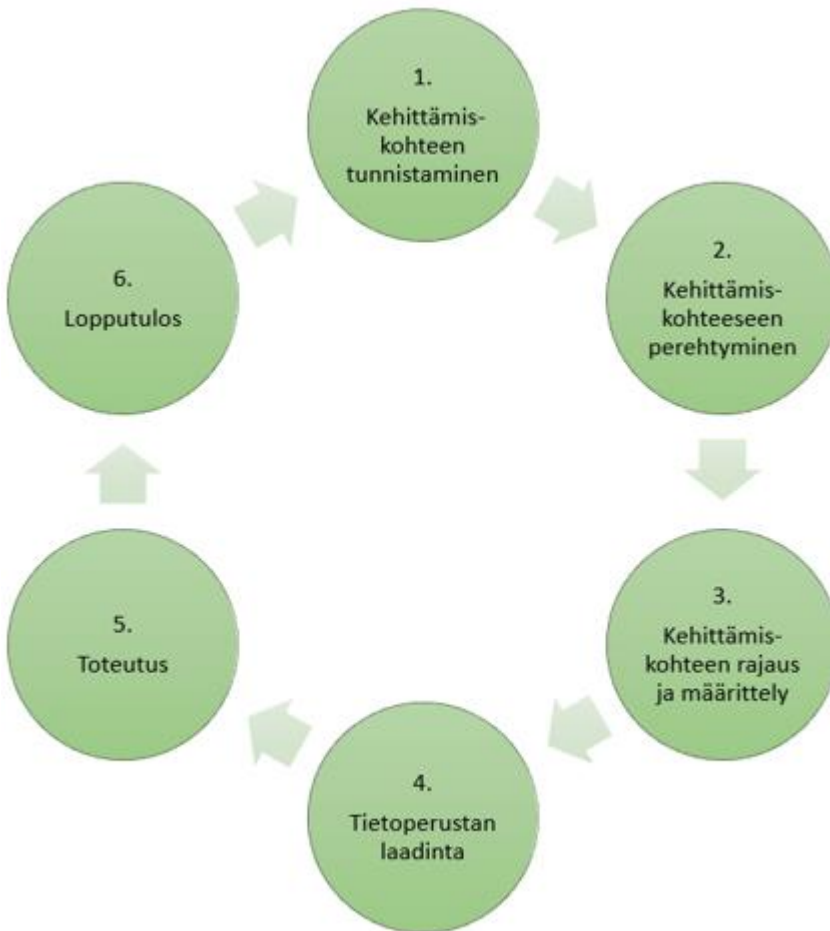 1.
Kehittämis-
kohteen
tunnistaminen
2.
Kehittämis-
kohteeseen
perehtyminen
3.
Kehittämis-
kohteen rajaus
ja määrittely
4.
Tietoperustan
laadinta
5.
Toteutus
6.
Lopputulos